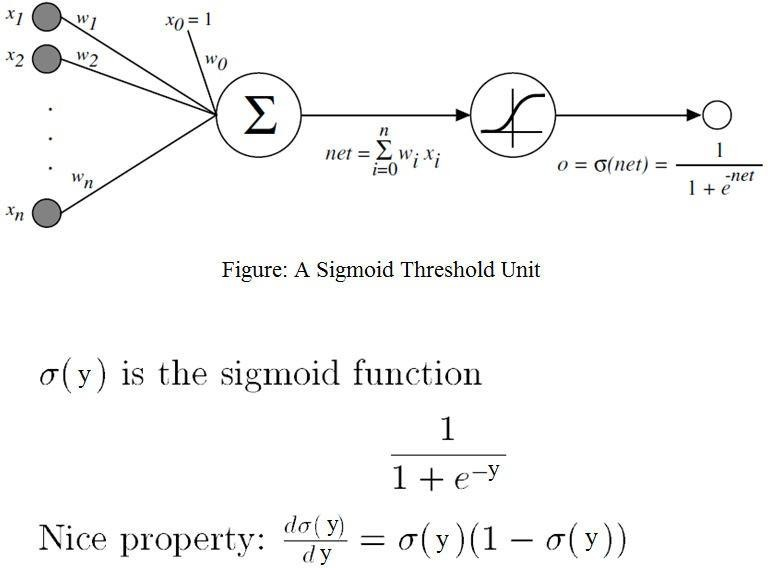 x1 w1 x0 = 1
x2 w2 w0
.
.
.
Σ
wn
xn
net = Σ wi xi
n
i=0
o = σ(net) = 1 / 1 + e^-net
Figure: A Sigmoid Threshold Unit
σ(y) is the sigmoid function
1
1 + e^−y
Nice property: dσ(y)/dy = σ(y)(1 − σ(y))